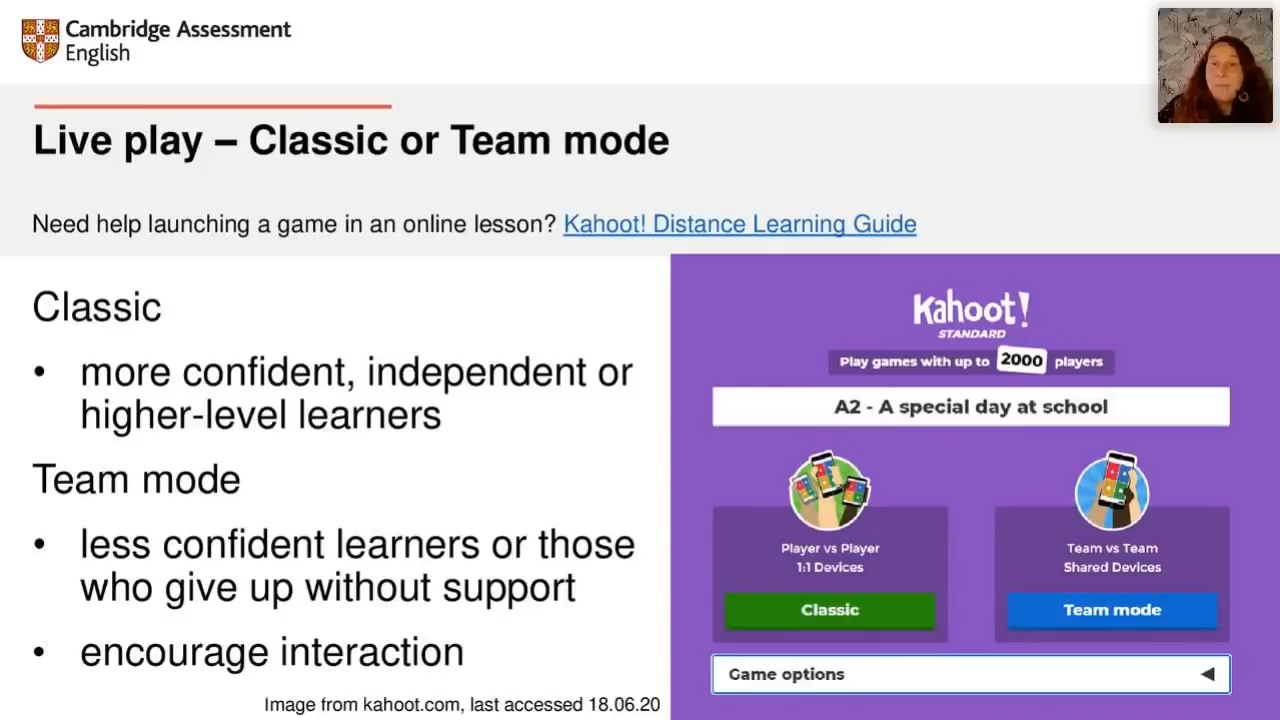 Cambridge Assessment
English
Live play – Classic or Team mode
Need help launching a game in an online lesson? Kahoot! Distance Learning Guide
Classic
• more confident, independent or
higher-level learners
Team mode
• less confident learners or those
who give up without support
• encourage interaction
Image from kahoot.com, last accessed 18.06.20
Kahoot!
STANDARD
Play games with up to 2000 players
A2 - A special day at school
Player vs Player
1:1 Devices
Classic
Team vs Team
Shared Devices
Team mode
Game options